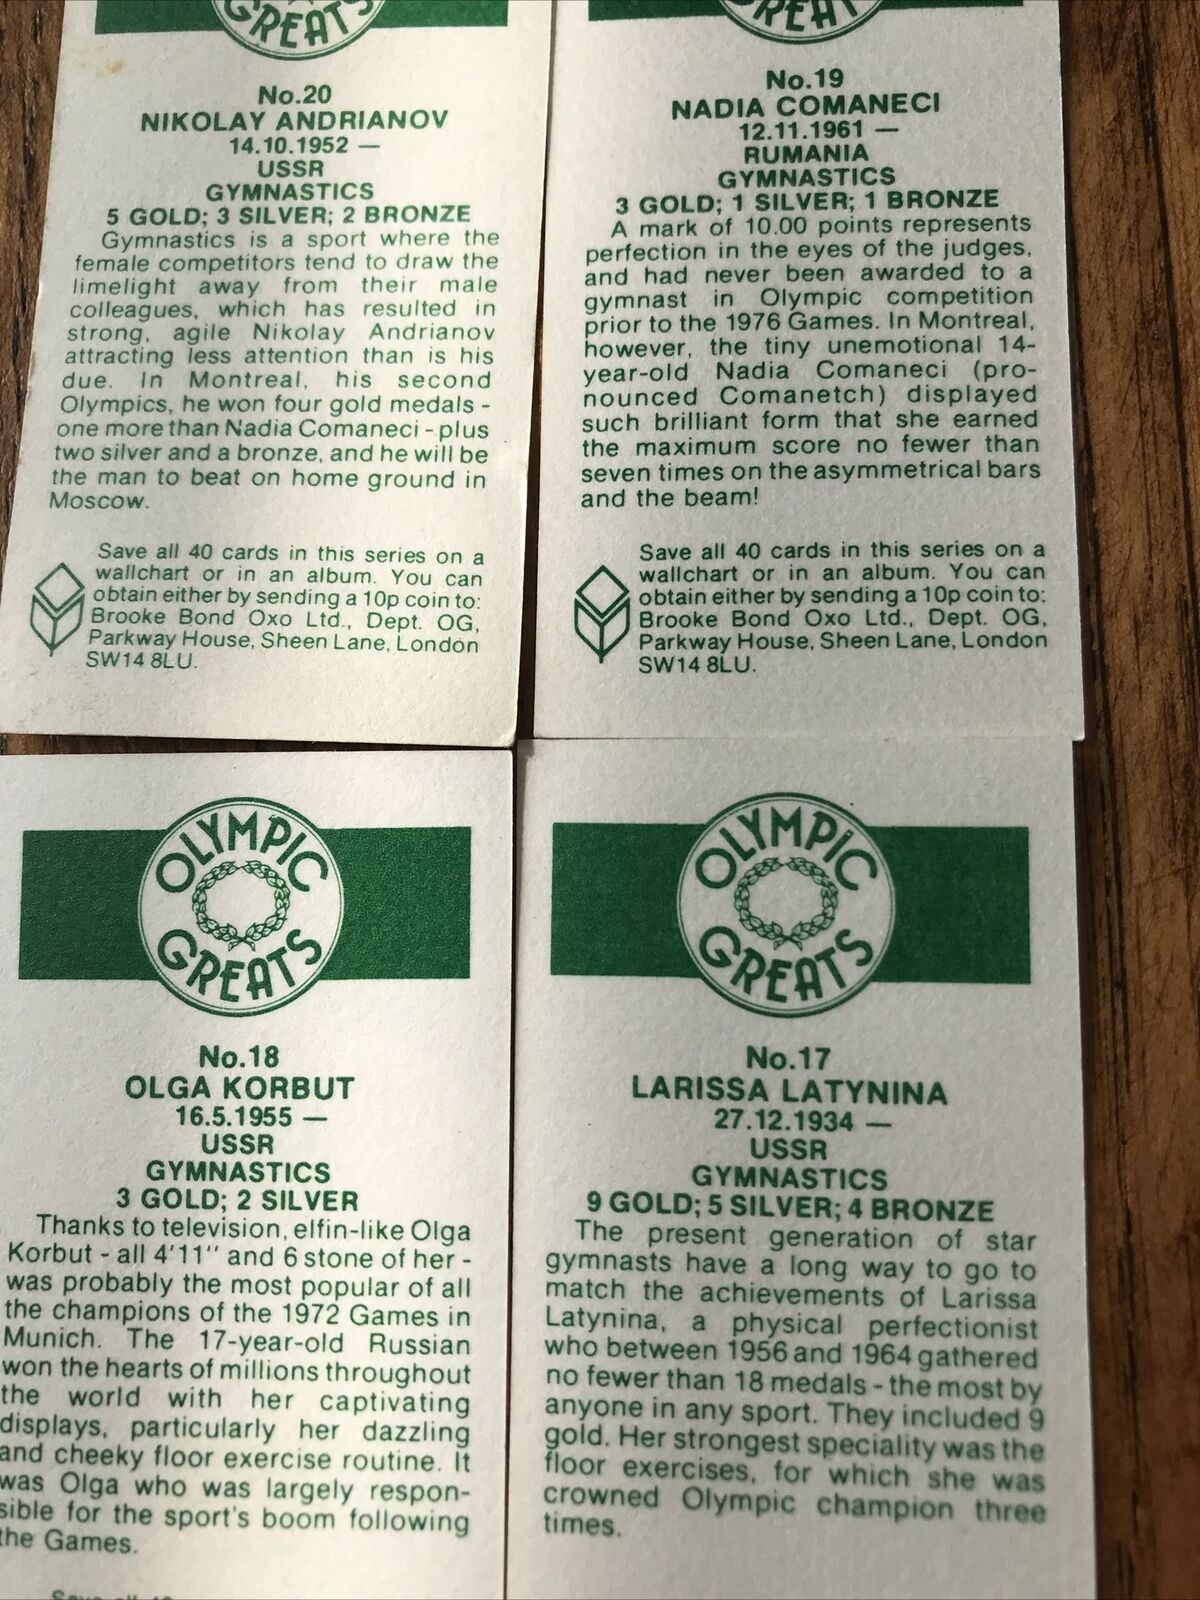 GREATS
No.20
NIKOLAY ANDRIANOV
14.10.1952 —
USSR
GYMNASTICS
5 GOLD; 3 SILVER; 2 BRONZE
Gymnastics is a sport where the
female competitors tend to draw the
limelight away from their male
colleagues, which has resulted in
strong, agile Nikolay Andrianov
attracting less attention than is his
due. In Montreal, his second
Olympics, he won four gold medals -
one more than Nadia Comaneci - plus
two silver and a bronze, and he will be
the man to beat on home ground in
Moscow.
Save all 40 cards in this series on a
wallchart or in an album. You can
obtain either by sending a 10p coin to:
Brooke Bond Oxo Ltd., Dept. OG,
Parkway House, Sheen Lane, London
SW14 8LU.
GREATS
No.19
NADIA COMANECI
12.11.1961 —
RUMANIA
GYMNASTICS
3 GOLD; 1 SILVER; 1 BRONZE
A mark of 10.00 points represents
perfection in the eyes of the judges,
and had never been awarded to a
gymnast in Olympic competition
prior to the 1976 Games. In Montreal,
however, the tiny unemotional 14-
year-old Nadia Comaneci (pro-
nounced Comanetch) displayed
such brilliant form that she earned
the maximum score no fewer than
seven times on the asymmetrical bars
and the beam!
Save all 40 cards in this series on a
wallchart or in an album. You can
obtain either by sending a 10p coin to:
Brooke Bond Oxo Ltd., Dept. OG,
Parkway House, Sheen Lane, London
SW14 8LU.
OLYMPIC
GREATS
No.18
OLGA KORBUT
16.5.1955 —
USSR
GYMNASTICS
3 GOLD; 2 SILVER
Thanks to television, elfin-like Olga
Korbut - all 4'11" and 6 stone of her -
was probably the most popular of all
the champions of the 1972 Games in
Munich. The 17-year-old Russian
won the hearts of millions throughout
the world with her captivating
displays, particularly her dazzling
and cheeky floor exercise routine. It
was Olga who was largely respon-
sible for the sport's boom following
the Games.
Save all 40
OLYMPIC
GREATS
No.17
LARISSA LATYNINA
27.12.1934 —
USSR
GYMNASTICS
9 GOLD; 5 SILVER; 4 BRONZE
The present generation of star
gymnasts have a long way to go to
match the achievements of Larissa
Latynina, a physical perfectionist
who between 1956 and 1964 gathered
no fewer than 18 medals - the most by
anyone in any sport. They included 9
gold. Her strongest speciality was the
floor exercises, for which she was
crowned Olympic champion three
times.